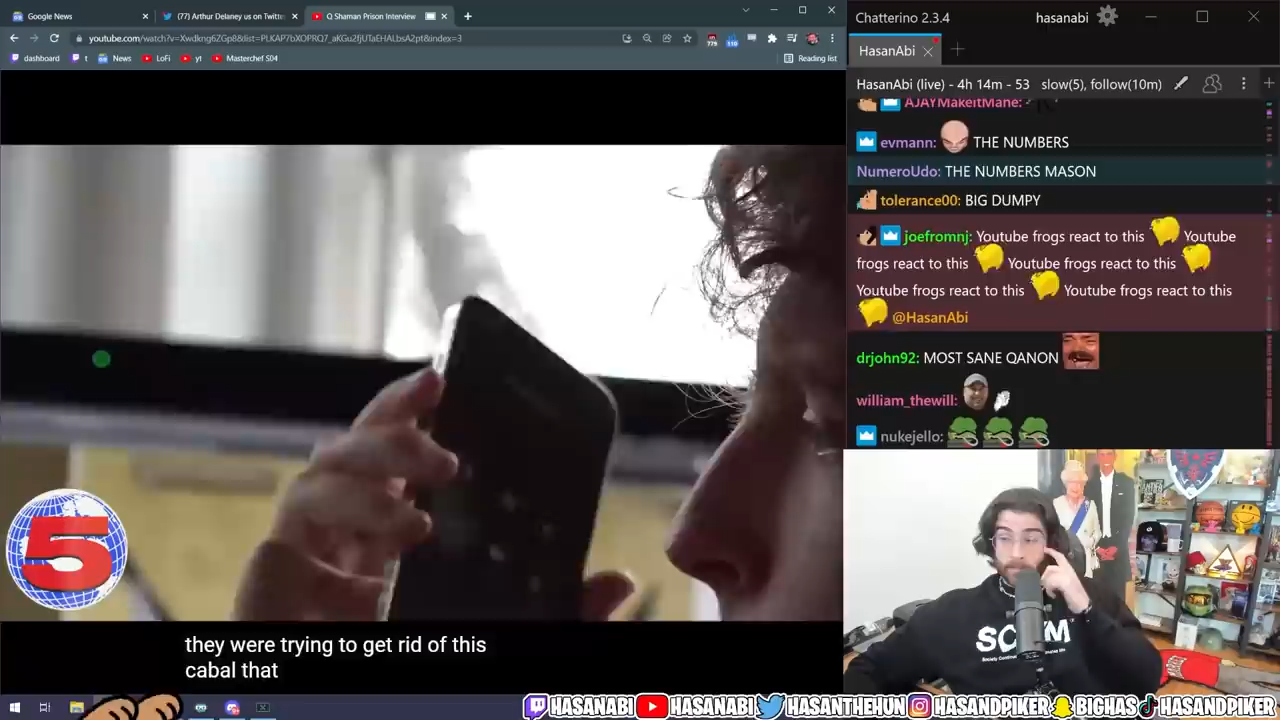 Google News
(77) Arthur Delaney us on Twitte
Q Shaman Prison Interview
youtube.com/watch?v=Xwdkng6ZGp8&list=PLKAP7bXOPRQ7_aKGu2fjUTaEHALbsA2pt&index=3
dashboard
t
News
LoFi
yt
Masterchef S04
Reading list
5
they were trying to get rid of this
cabal that
Chatterino 2.3.4
hasanabi
HasanAbi
HasanAbi (live) - 4h 14m - 53
slow(5), follow(10m)
AJAYMakeitMane:
evmann: THE NUMBERS
NumeroUdo: THE NUMBERS MASON
tolerance00: BIG DUMPY
joefromnj: Youtube frogs react to this Youtube
frogs react to this Youtube frogs react to this
Youtube frogs react to this Youtube frogs react to this
@HasanAbi
drjohn92: MOST SANE QANON
william_thewill:
nukejello:
HASANABI
HASANABI
HASANTHEHUN
HASANDPIKER
BIGHAS
HASANDPIKER